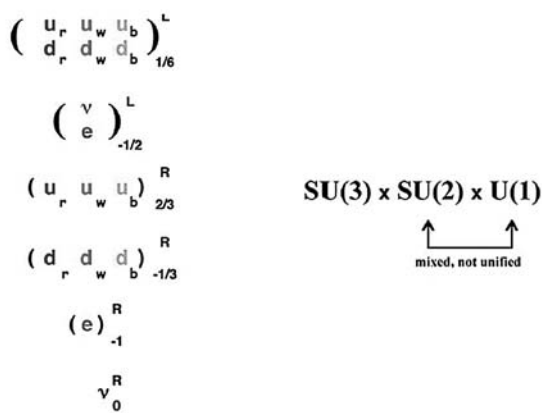 ( u_r u_w u_b
d_r d_w d_b )^L_1/6
( ν
e )^L_-1/2
( u_r u_w u_b )^R_2/3
( d_r d_w d_b )^R_-1/3
( e )^R_-1
ν^R_0
SU(3) x SU(2) x U(1)
mixed, not unified